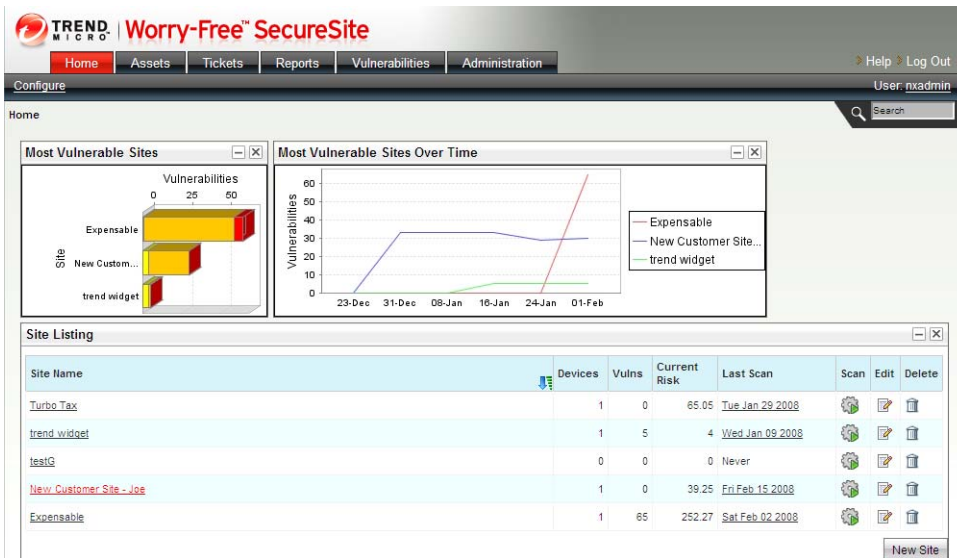 TREND MICRO | Worry-Free™ SecureSite
Home Assets Tickets Reports Vulnerabilities Administration Help Log Out
Configure User: nxadmin
Home Search
Most Vulnerable Sites
Vulnerabilities
0 25 50
Site
Expensable
New Custom...
trend widget
Most Vulnerable Sites Over Time
Vulnerabilities
60
50
40
30
20
10
0
23-Dec 31-Dec 08-Jan 16-Jan 24-Jan 01-Feb
Expensable
New Customer Site...
trend widget
Site Listing
Site Name Devices Vulns Current Risk Last Scan Scan Edit Delete
Turbo Tax 1 0 65.05 Tue Jan 29 2008
trend widget 1 5 4 Wed Jan 09 2008
testG 0 0 0 Never
New Customer Site - Joe 1 0 39.25 Fri Feb 15 2008
Expensable 1 65 252.27 Sat Feb 02 2008
New Site